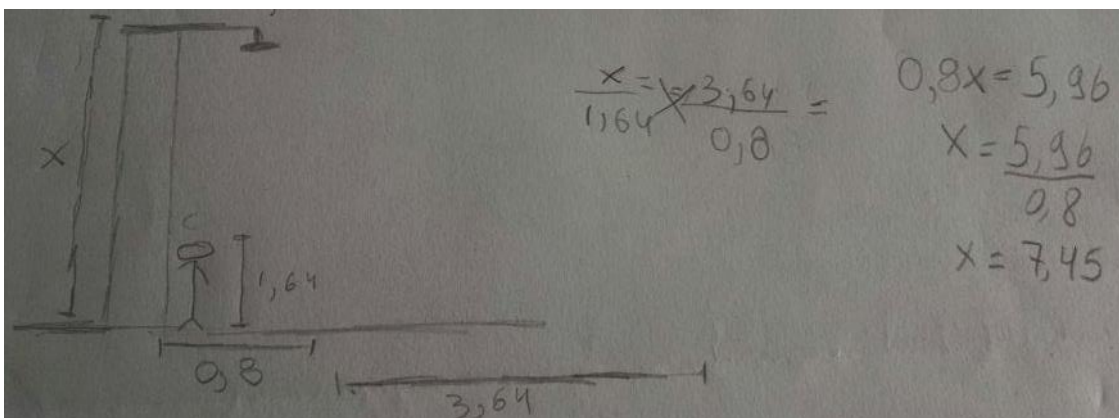 x
1,64
0,8
3,64
x/1,64 = 3,64/0,8 =
0,8x = 5,96
x = 5,96/0,8
x = 7,45